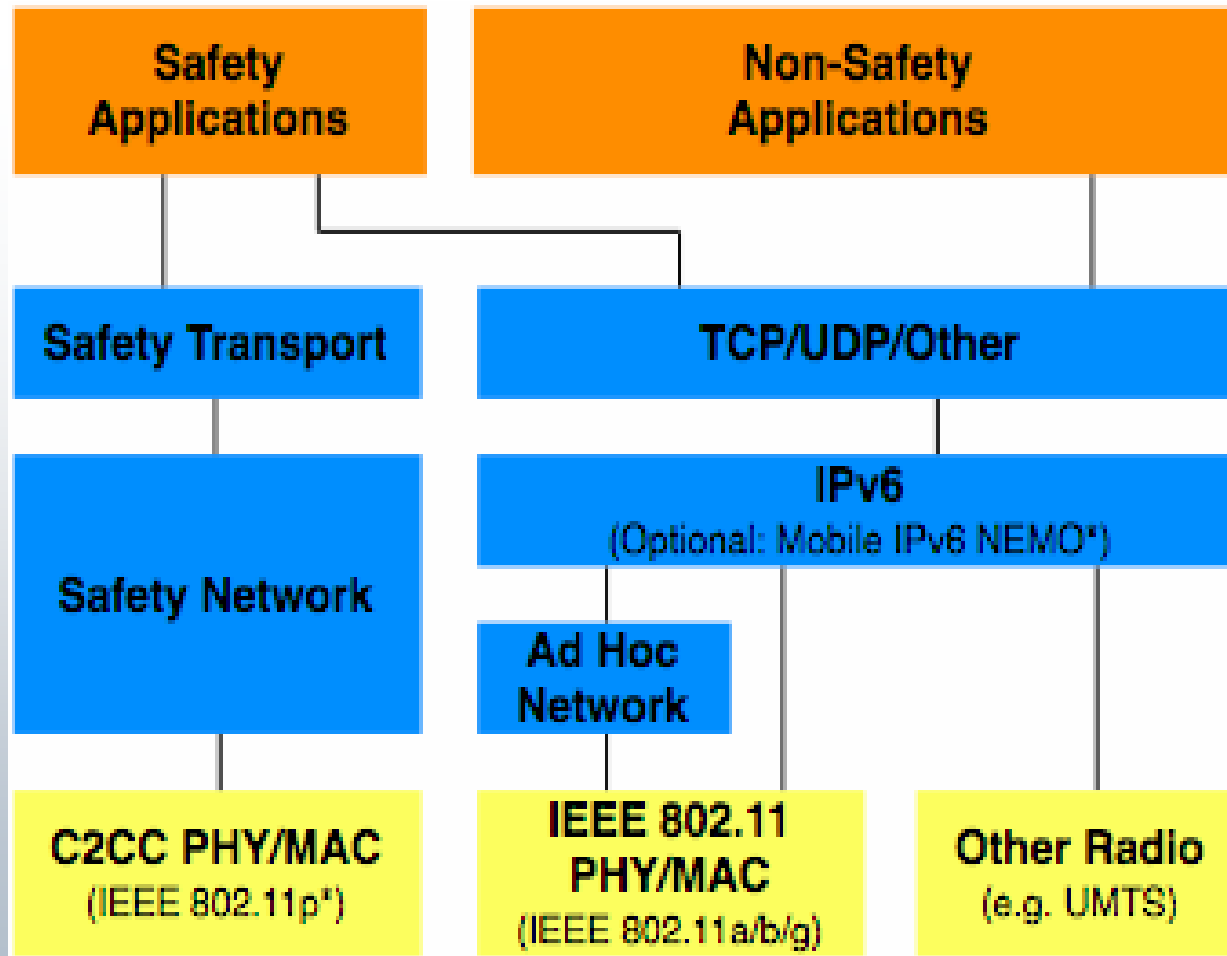 Safety
Applications
Non-Safety
Applications
Safety Transport
TCP/UDP/Other
IPv6
(Optional: Mobile IPv6 NEMO*)
Safety Network
Ad Hoc
Network
C2CC PHY/MAC
(IEEE 802.11p*)
IEEE 802.11
PHY/MAC
(IEEE 802.11a/b/g)
Other Radio
(e.g. UMTS)